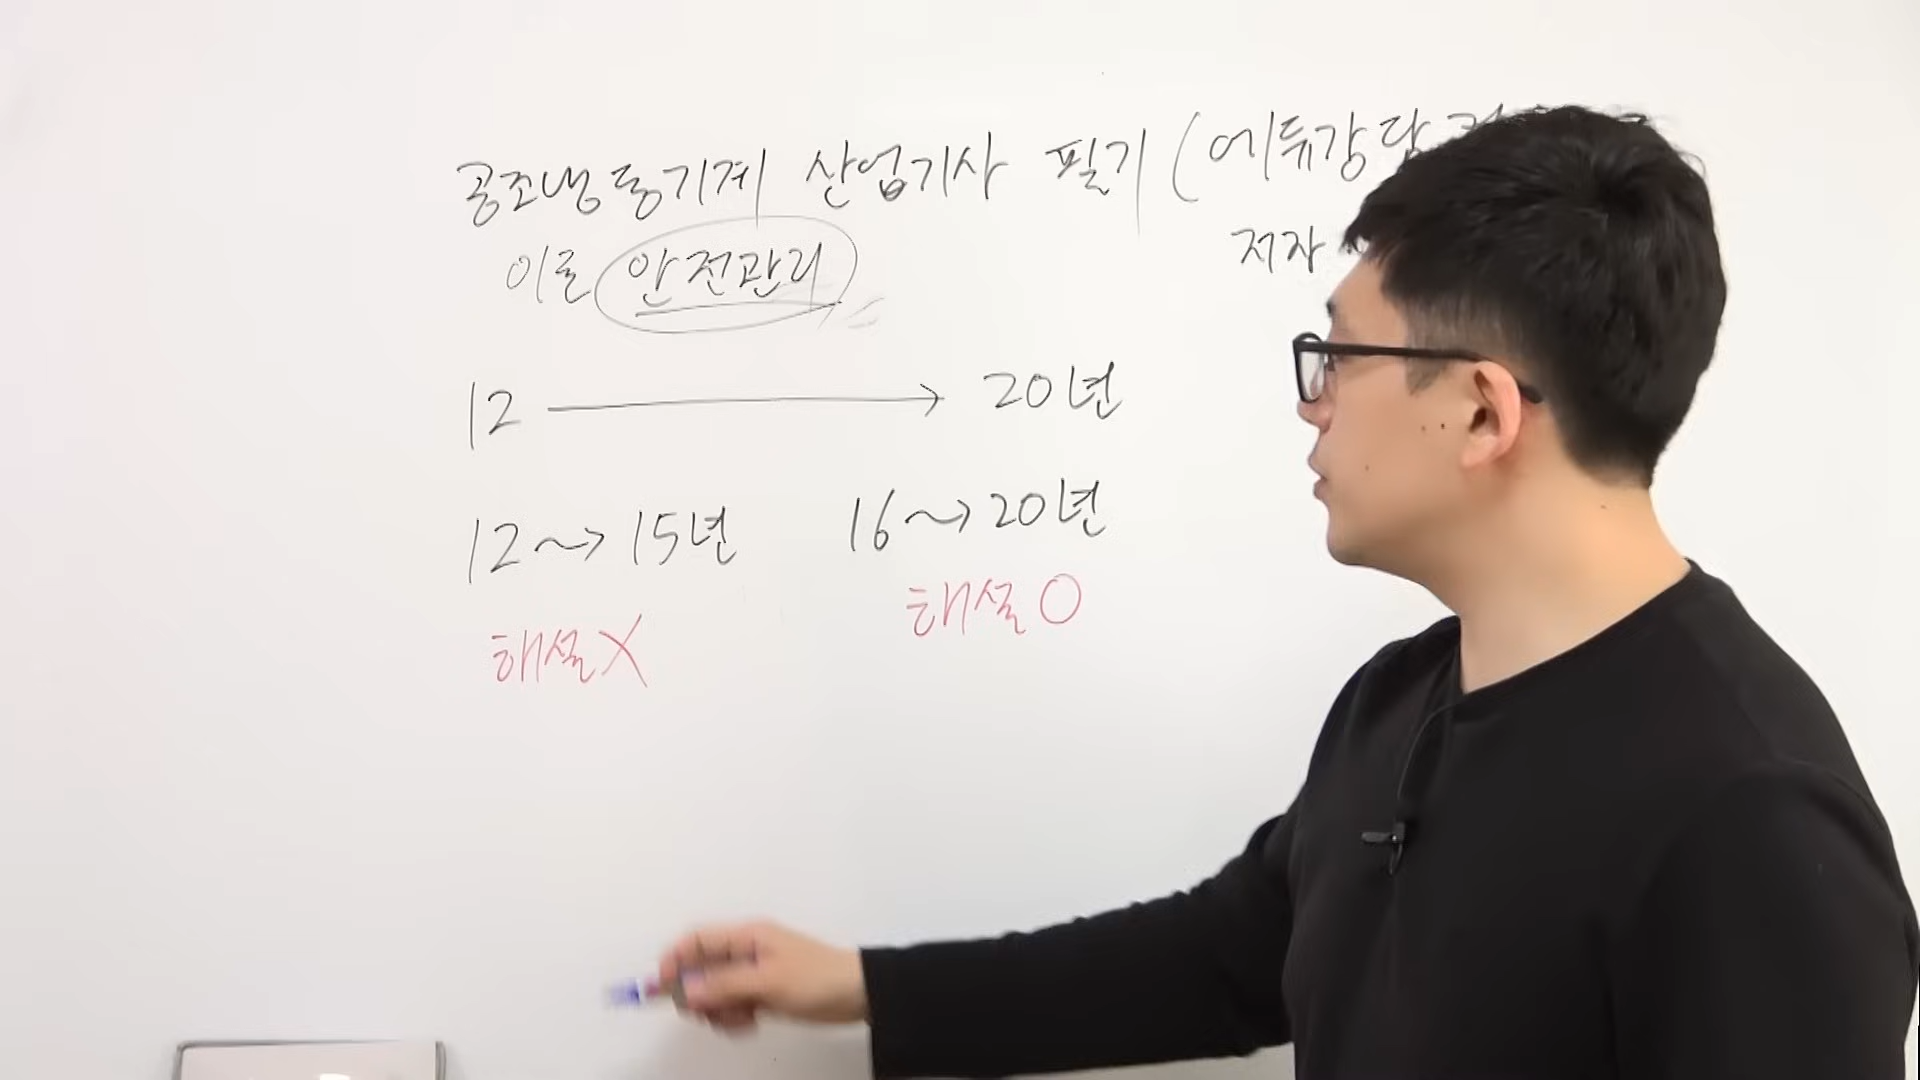 공조냉동기계 산업기사 필기 (에듀강닷
이론 안전관리
저자
12 → 20년
12 ~→ 15년 16 ~→ 20년
해설X 해설O